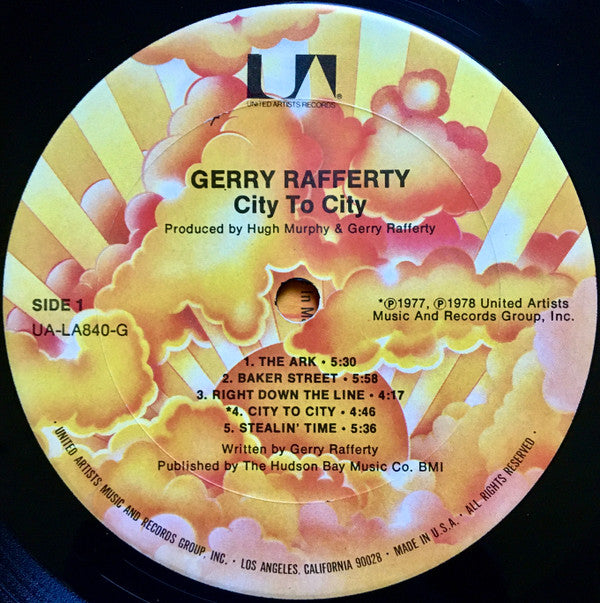 UA®
UNITED ARTISTS RECORDS
GERRY RAFFERTY
City To City
Produced by Hugh Murphy & Gerry Rafferty
SIDE 1
UA-LA840-G
*℗1977, ℗1978 United Artists
Music And Records Group, Inc.
1. THE ARK • 5:30
2. BAKER STREET • 5:58
3. RIGHT DOWN THE LINE • 4:17
*4. CITY TO CITY • 4:46
5. STEALIN' TIME • 5:36
Written by Gerry Rafferty
Published by The Hudson Bay Music Co. BMI
· UNITED ARTISTS MUSIC AND RECORDS GROUP, INC. · LOS ANGELES, CALIFORNIA 90028 · MADE IN U.S.A. · ALL RIGHTS RESERVED ·